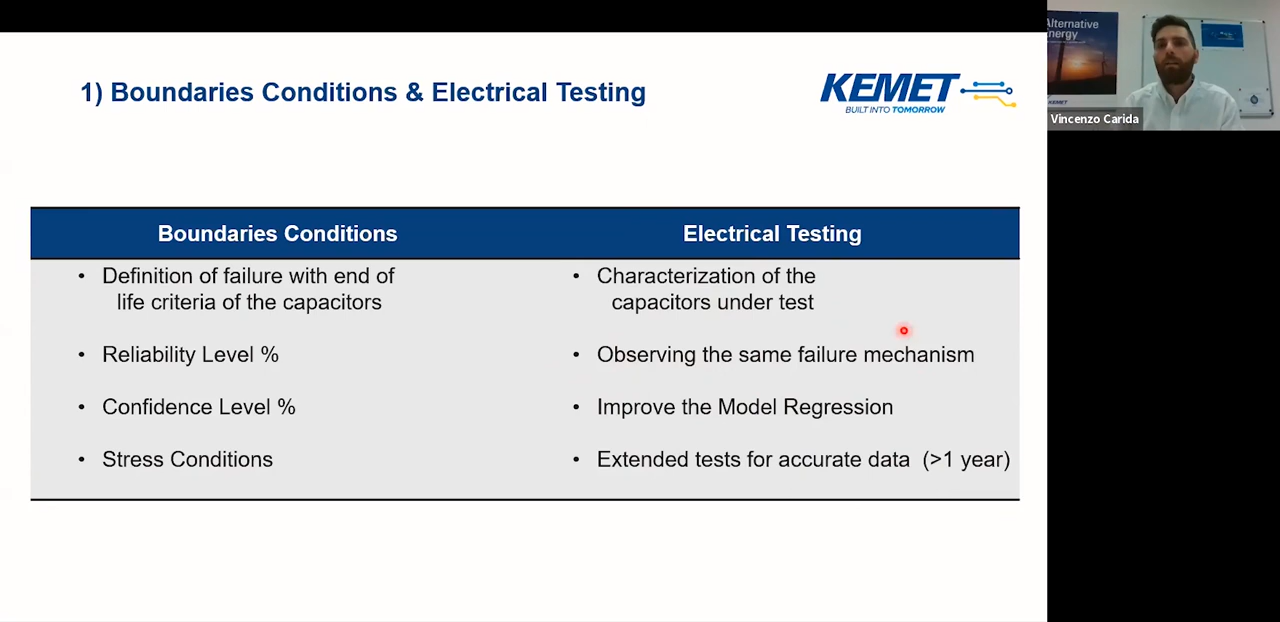 1) Boundaries Conditions & Electrical Testing
KEMET
BUILT INTO TOMORROW
Alternative
Energy
KEMET
Vincenzo Carida
Boundaries Conditions
• Definition of failure with end of
life criteria of the capacitors
• Reliability Level %
• Confidence Level %
• Stress Conditions
Electrical Testing
• Characterization of the
capacitors under test
• Observing the same failure mechanism
• Improve the Model Regression
• Extended tests for accurate data (>1 year)